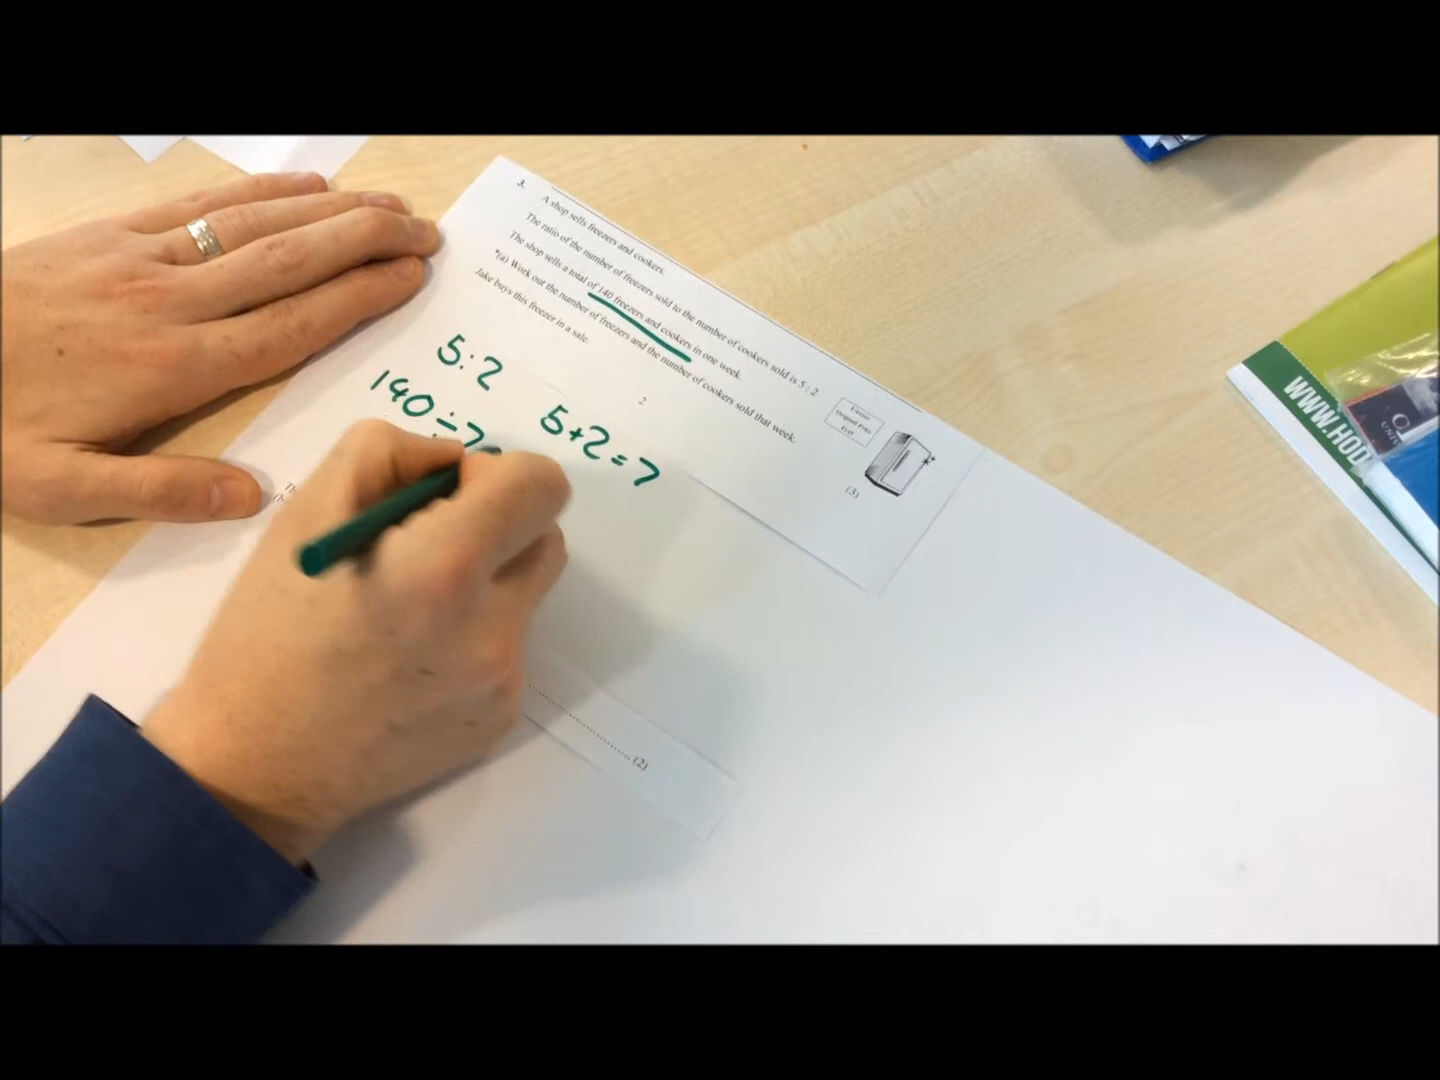 3.
A shop sells freezers and cookers.
The ratio of the number of freezers sold to the number of cookers sold is 5 : 2
The shop sells a total of 140 freezers and cookers in one week.
*(a) Work out the number of freezers and the number of cookers sold that week.
(3)
Jake buys this freezer in a sale.
2
Original Price
5:2
140÷7
5+2=7
(b
(2)
WWW.HOD